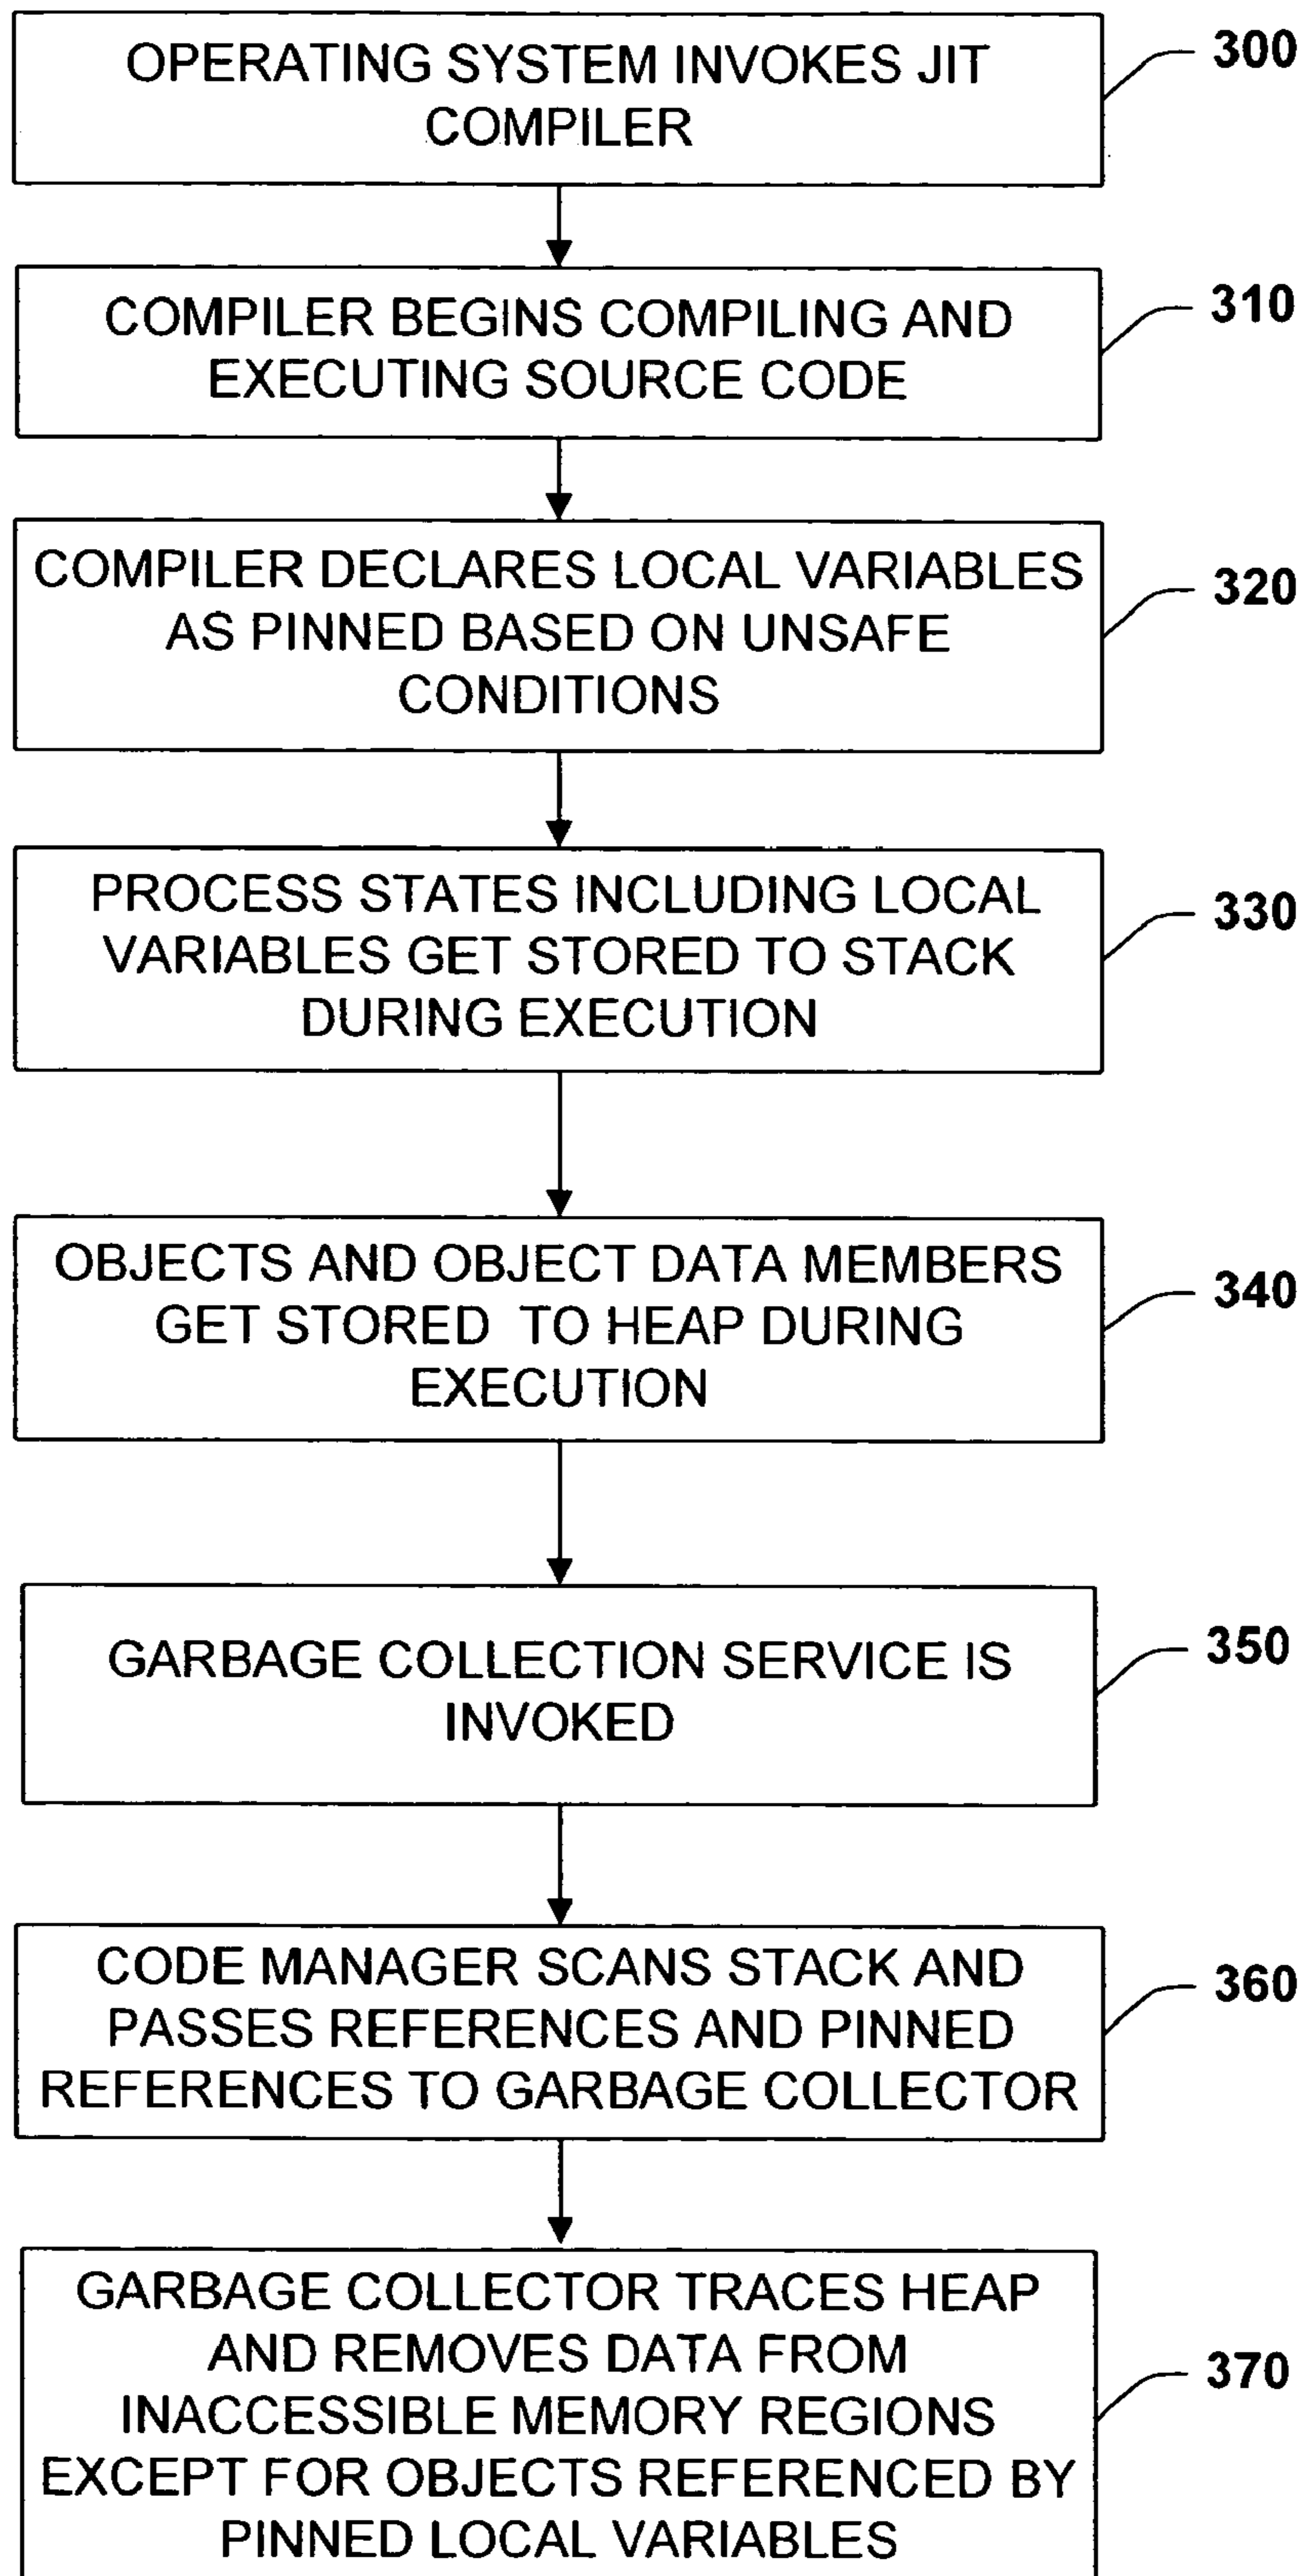 OPERATING SYSTEM INVOKES JIT
COMPILER
300
COMPILER BEGINS COMPILING AND
EXECUTING SOURCE CODE
310
COMPILER DECLARES LOCAL VARIABLES
AS PINNED BASED ON UNSAFE
CONDITIONS
320
PROCESS STATES INCLUDING LOCAL
VARIABLES GET STORED TO STACK
DURING EXECUTION
330
OBJECTS AND OBJECT DATA MEMBERS
GET STORED TO HEAP DURING
EXECUTION
340
GARBAGE COLLECTION SERVICE IS
INVOKED
350
CODE MANAGER SCANS STACK AND
PASSES REFERENCES AND PINNED
REFERENCES TO GARBAGE COLLECTOR
360
GARBAGE COLLECTOR TRACES HEAP
AND REMOVES DATA FROM
INACCESSIBLE MEMORY REGIONS
EXCEPT FOR OBJECTS REFERENCED BY
PINNED LOCAL VARIABLES
370